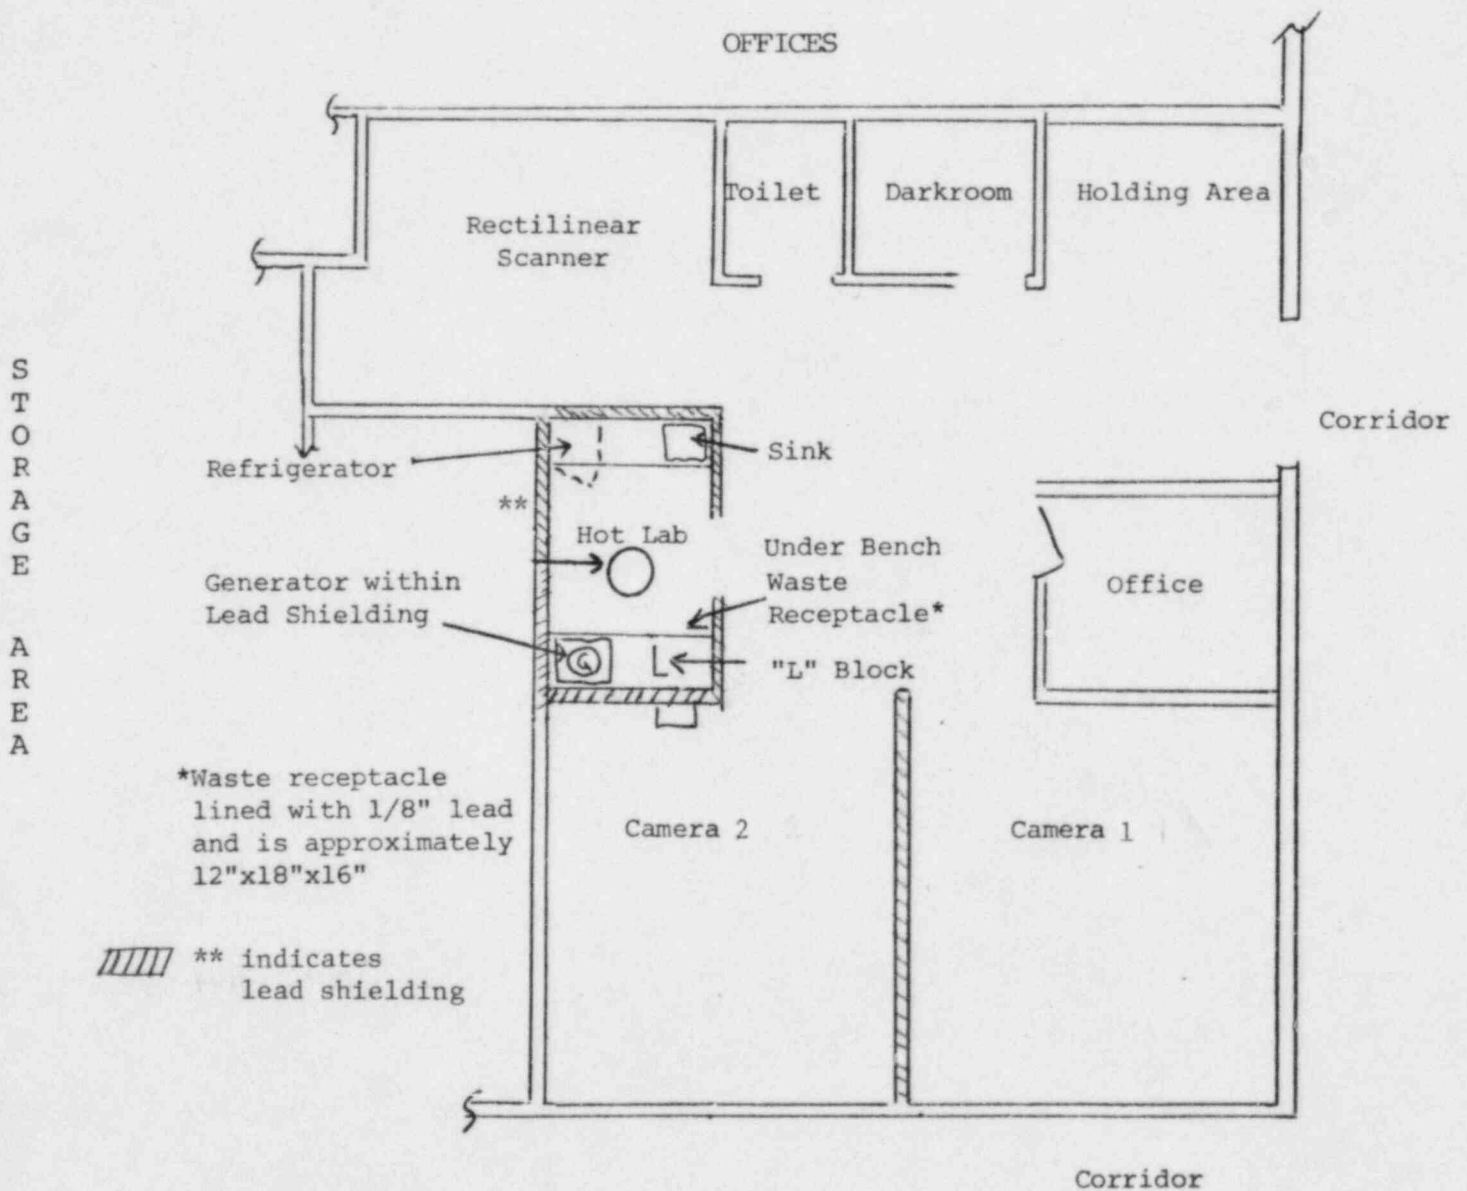 OFFICES
Toilet
Darkroom
Holding Area
Rectilinear
Scanner
STORAGE AREA
Corridor
Refrigerator
Sink
**
Hot Lab
Under Bench
Waste
Receptacle*
Generator within
Lead Shielding
Office
G
L
"L" Block
*Waste receptacle
lined with 1/8" lead
and is approximately
12"x18"x16"
Camera 2
Camera 1
** indicates
lead shielding
Corridor